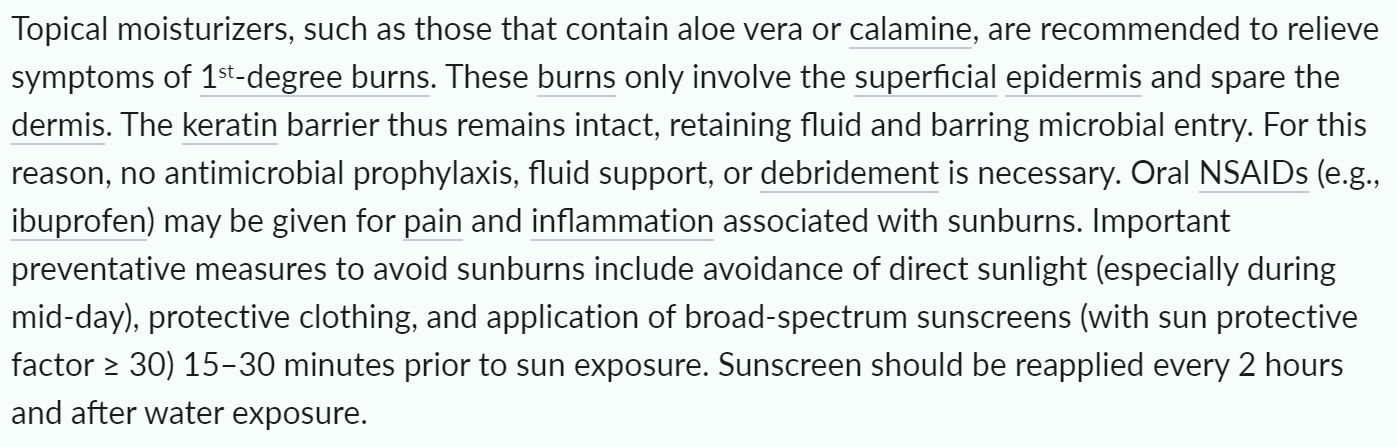 Topical moisturizers, such as those that contain aloe vera or calamine, are recommended to relieve
symptoms of 1st-degree burns. These burns only involve the superficial epidermis and spare the
dermis. The keratin barrier thus remains intact, retaining fluid and barring microbial entry. For this
reason, no antimicrobial prophylaxis, fluid support, or debridement is necessary. Oral NSAIDs (e.g.,
ibuprofen) may be given for pain and inflammation associated with sunburns. Important
preventative measures to avoid sunburns include avoidance of direct sunlight (especially during
mid-day), protective clothing, and application of broad-spectrum sunscreens (with sun protective
factor ≥ 30) 15–30 minutes prior to sun exposure. Sunscreen should be reapplied every 2 hours
and after water exposure.